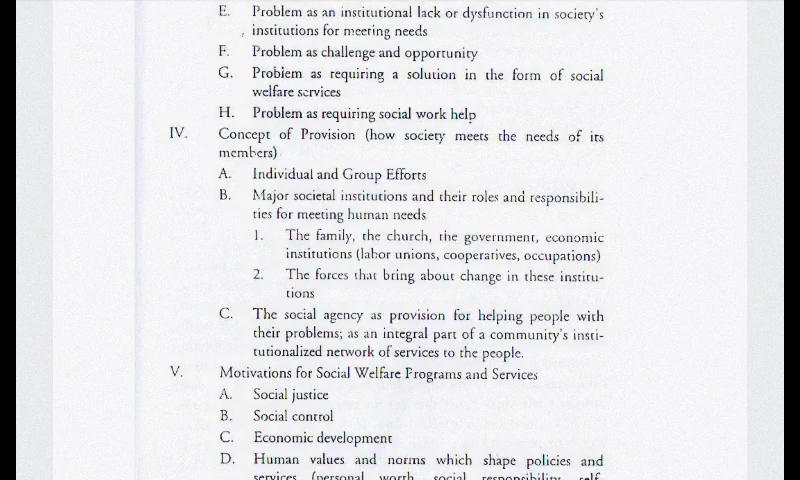 E. Problem as an institutional lack or dysfunction in society's
institutions for meeting needs
F. Problem as challenge and opportunity
G. Problem as requiring a solution in the form of social
welfare services
H. Problem as requiring social work help
IV. Concept of Provision (how society meets the needs of its
members)
A. Individual and Group Efforts
B. Major societal institutions and their roles and responsibili-
ties for meeting human needs
1. The family, the church, the government, economic
institutions (labor unions, cooperatives, occupations)
2. The forces that bring about change in these institu-
tions
C. The social agency as provision for helping people with
their problems; as an integral part of a community's insti-
tutionalized network of services to the people.
V. Motivations for Social Welfare Programs and Services
A. Social justice
B. Social control
C. Economic development
D. Human values and norms which shape policies and
services (personal worth, social responsibility, self-